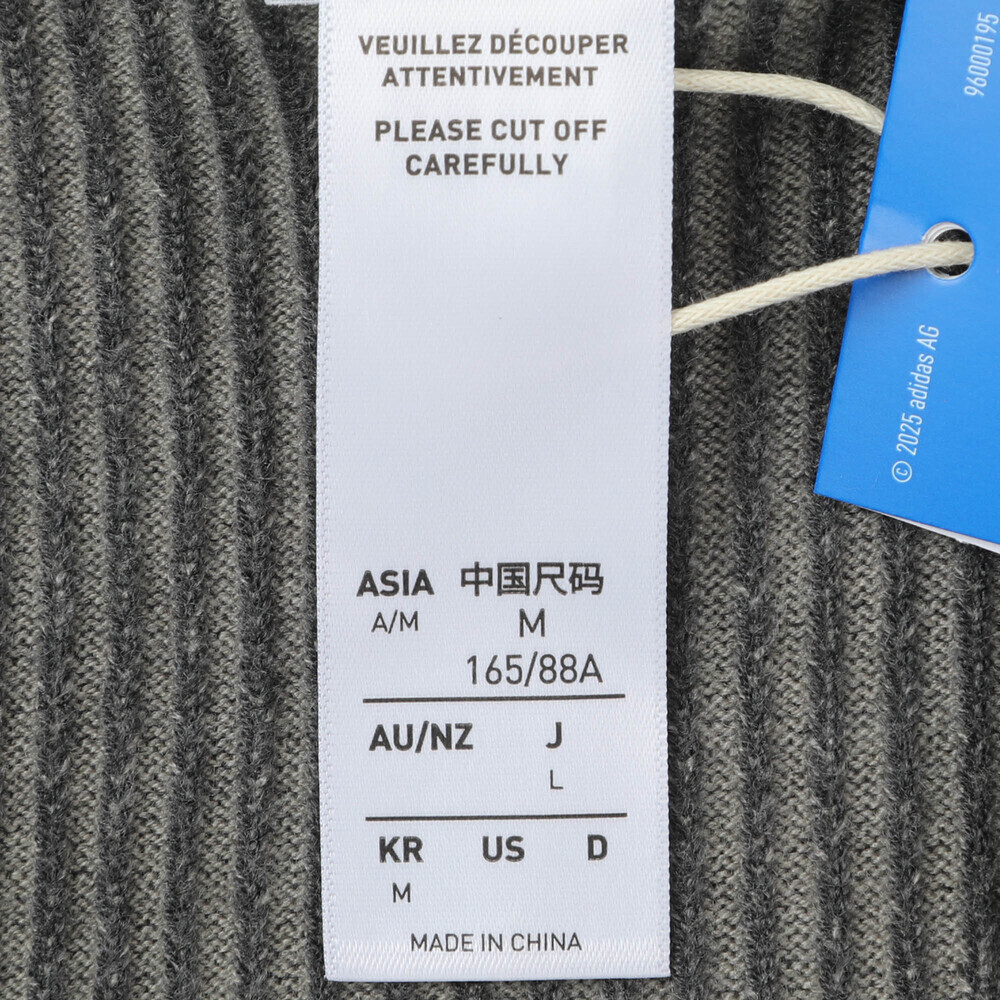 VEUILLEZ DÉCOUPER
ATTENTIVEMENT
PLEASE CUT OFF
CAREFULLY
ASIA 中国尺码
A/M M
165/88A
AU/NZ J
L
KR US D
M
MADE IN CHINA
96000195
© 2025 adidas AG